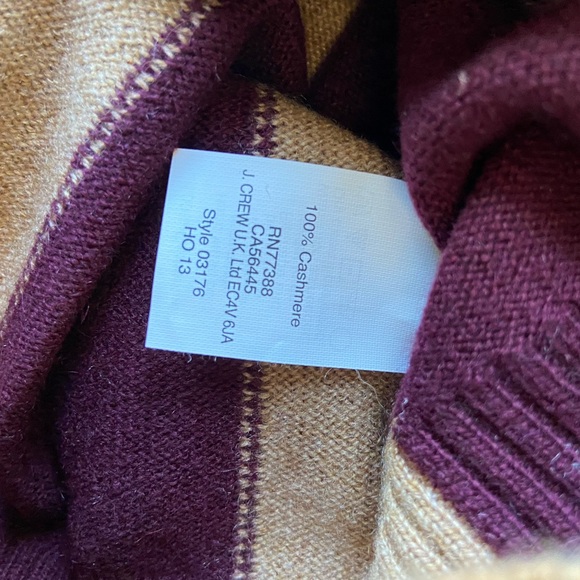 100% Cashmere
RN77388
CA56445
J. CREW U.K. Ltd EC4V 6JA
Style 03176
HO 13